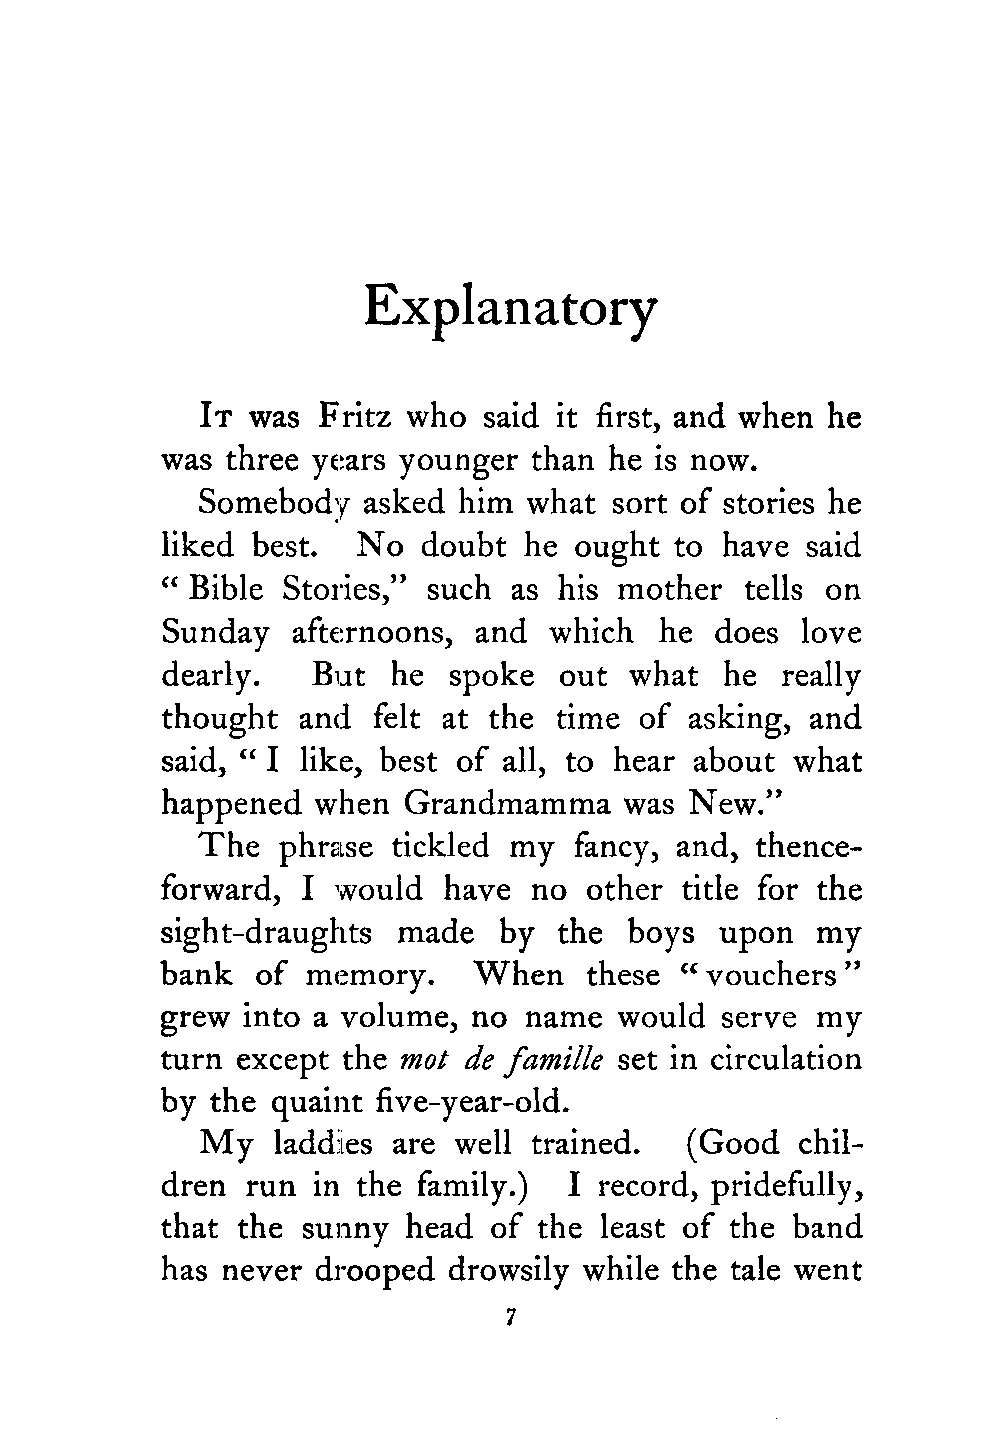 Explanatory
It was Fritz who said it first, and when he
was three years younger than he is now.
Somebody asked him what sort of stories he
liked best. No doubt he ought to have said
“ Bible Stories,” such as his mother tells on
Sunday afternoons, and which he does love
dearly. But he spoke out what he really
thought and felt at the time of asking, and
said, “ I like, best of all, to hear about what
happened when Grandmamma was New.”
The phrase tickled my fancy, and, thence-
forward, I would have no other title for the
sight-draughts made by the boys upon my
bank of memory. When these “ vouchers ”
grew into a volume, no name would serve my
turn except the mot de famille set in circulation
by the quaint five-year-old.
My laddies are well trained. (Good chil-
dren run in the family.) I record, pridefully,
that the sunny head of the least of the band
has never drooped drowsily while the tale went
7